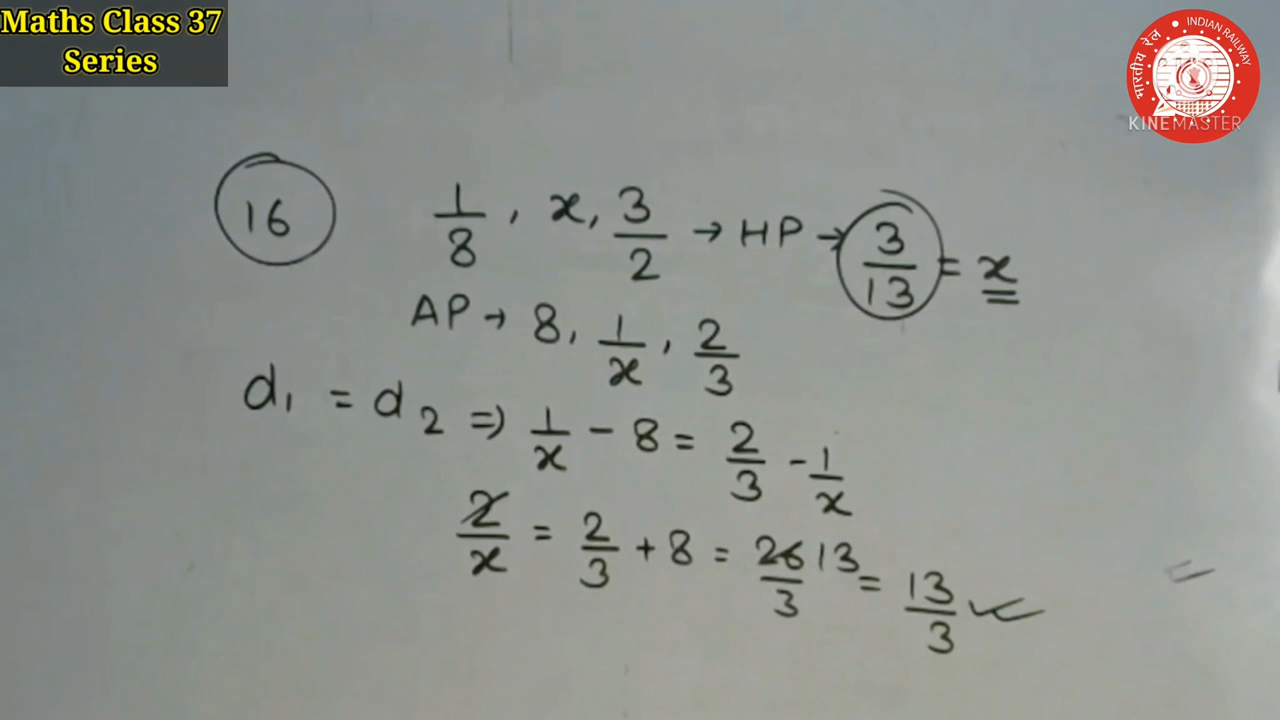 Maths Class 37
Series
भारतीय रेल INDIAN RAILWAY
KINEMASTER
16
1/8, x, 3/2 → HP → 3/13 = x
AP → 8, 1/x, 2/3
d₁ = d₂ ⇒ 1/x - 8 = 2/3 - 1/x
2/x = 2/3 + 8 = 26/3 13 = 13/3